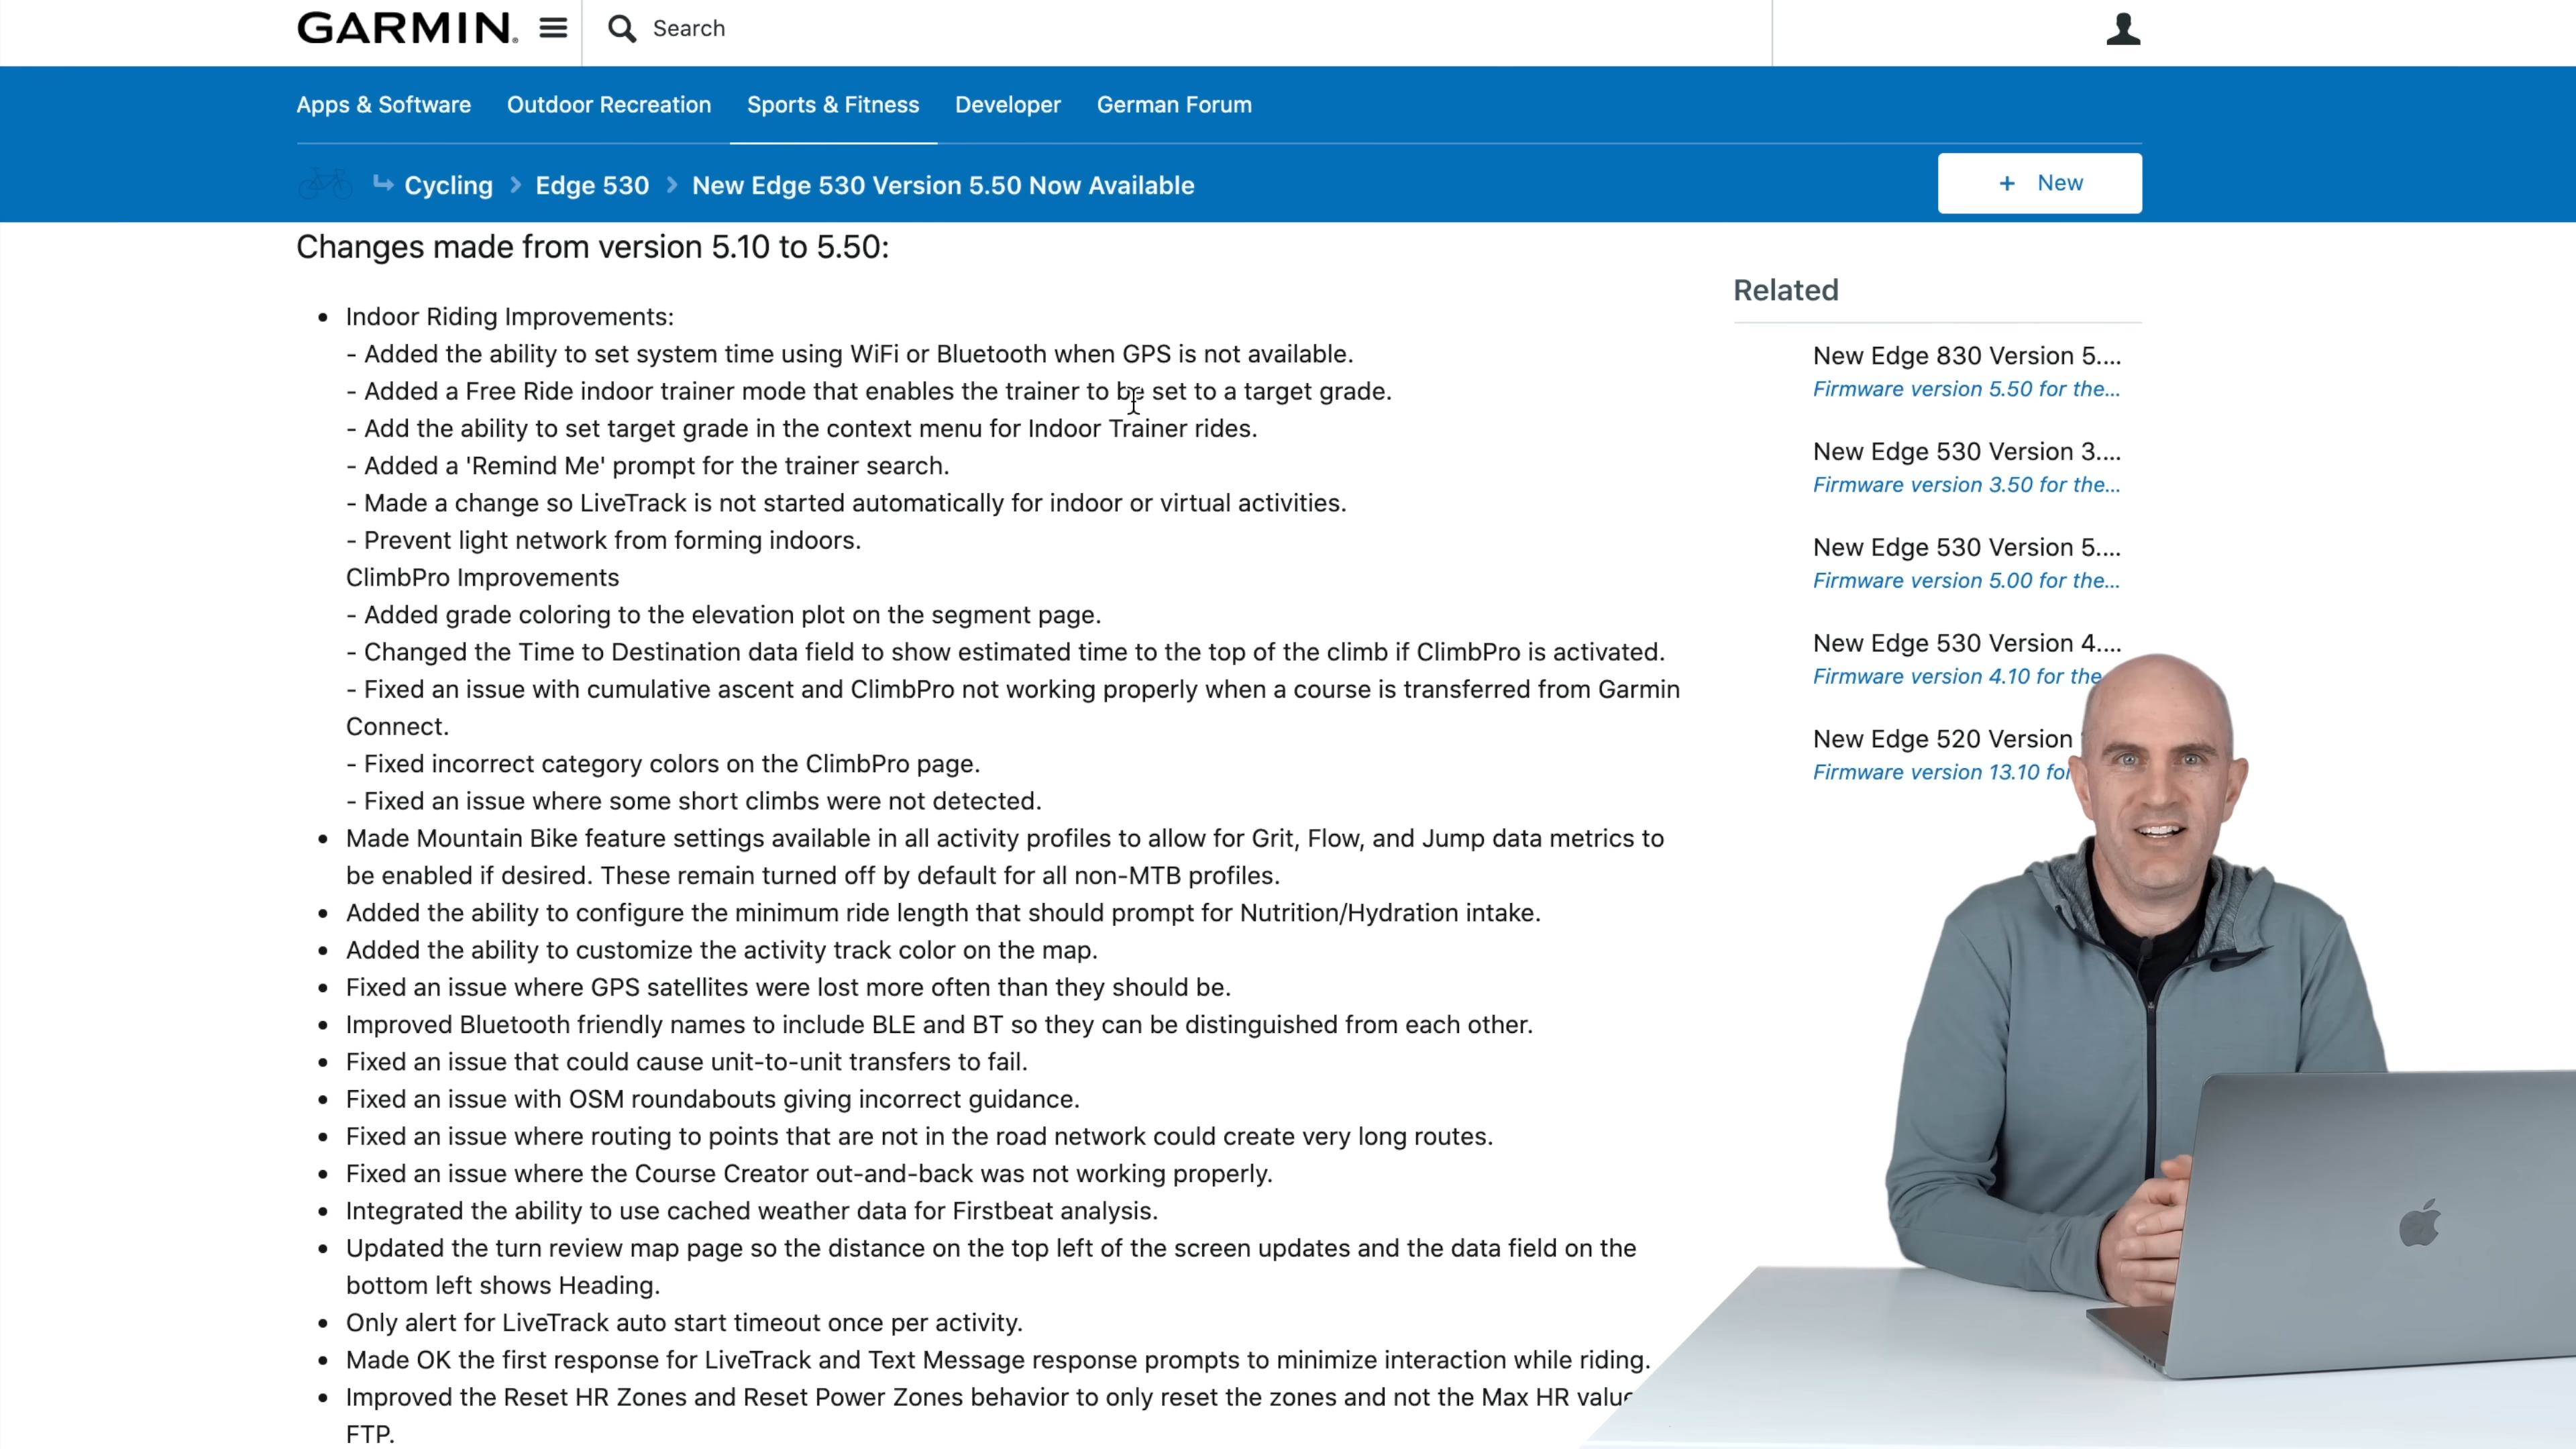 GARMIN
Search
Apps & Software
Outdoor Recreation
Sports & Fitness
Developer
German Forum
Cycling > Edge 530 > New Edge 530 Version 5.50 Now Available
+ New
Changes made from version 5.10 to 5.50:
• Indoor Riding Improvements:
- Added the ability to set system time using WiFi or Bluetooth when GPS is not available.
- Added a Free Ride indoor trainer mode that enables the trainer to be set to a target grade.
- Add the ability to set target grade in the context menu for Indoor Trainer rides.
- Added a 'Remind Me' prompt for the trainer search.
- Made a change so LiveTrack is not started automatically for indoor or virtual activities.
- Prevent light network from forming indoors.
ClimbPro Improvements
- Added grade coloring to the elevation plot on the segment page.
- Changed the Time to Destination data field to show estimated time to the top of the climb if ClimbPro is activated.
- Fixed an issue with cumulative ascent and ClimbPro not working properly when a course is transferred from Garmin
Connect.
- Fixed incorrect category colors on the ClimbPro page.
- Fixed an issue where some short climbs were not detected.
• Made Mountain Bike feature settings available in all activity profiles to allow for Grit, Flow, and Jump data metrics to
be enabled if desired. These remain turned off by default for all non-MTB profiles.
• Added the ability to configure the minimum ride length that should prompt for Nutrition/Hydration intake.
• Added the ability to customize the activity track color on the map.
• Fixed an issue where GPS satellites were lost more often than they should be.
• Improved Bluetooth friendly names to include BLE and BT so they can be distinguished from each other.
• Fixed an issue that could cause unit-to-unit transfers to fail.
• Fixed an issue with OSM roundabouts giving incorrect guidance.
• Fixed an issue where routing to points that are not in the road network could create very long routes.
• Fixed an issue where the Course Creator out-and-back was not working properly.
• Integrated the ability to use cached weather data for Firstbeat analysis.
• Updated the turn review map page so the distance on the top left of the screen updates and the data field on the
bottom left shows Heading.
• Only alert for LiveTrack auto start timeout once per activity.
• Made OK the first response for LiveTrack and Text Message response prompts to minimize interaction while riding.
• Improved the Reset HR Zones and Reset Power Zones behavior to only reset the zones and not the Max HR value
FTP.
Related
New Edge 830 Version 5....
Firmware version 5.50 for the...
New Edge 530 Version 3....
Firmware version 3.50 for the...
New Edge 530 Version 5....
Firmware version 5.00 for the...
New Edge 530 Version 4....
Firmware version 4.10 for the
New Edge 520 Version
Firmware version 13.10 for